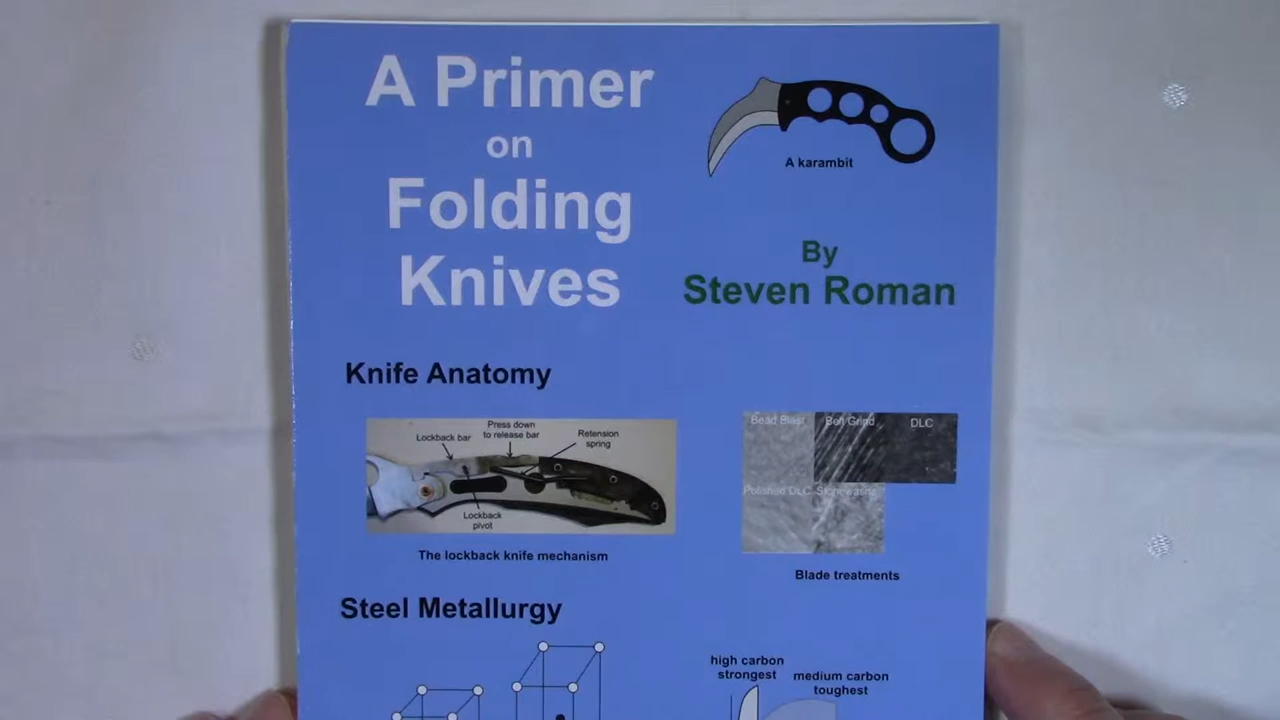 A Primer
on
Folding
Knives
A karambit
By
Steven Roman
Knife Anatomy
Lockback bar
Press down
to release bar
Retension
spring
Lockback
pivot
The lockback knife mechanism
Bead Blast
Belt Grind
DLC
Polished DLC
Stonewashed
Blade treatments
Steel Metallurgy
high carbon
strongest
medium carbon
toughest